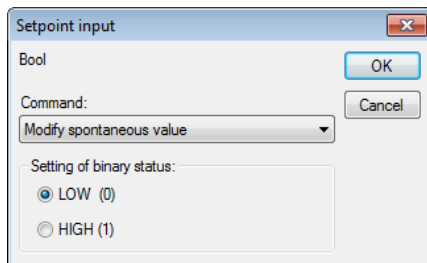 Setpoint input
Bool
OK
Command:
Cancel
Modify spontaneous value
Setting of binary status:
LOW (0)
HIGH (1)